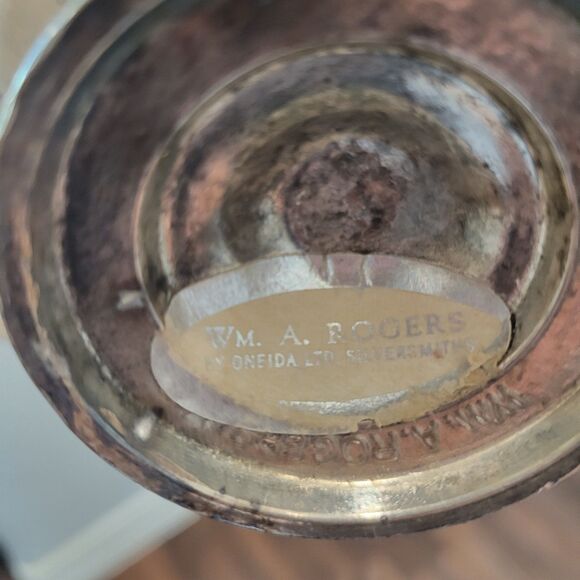 WM. A. ROGERS
BY ONEIDA LTD. SILVERSMITHS
WM. A. ROGERS